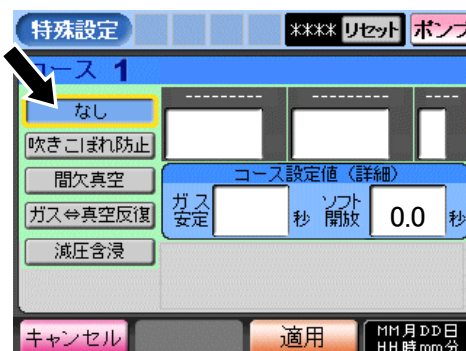 特殊設定 **** リセット ポンプ
コース 1
なし --------- --------- ----
吹きこぼれ防止
コース設定値（詳細）
間欠真空
ガス⇔真空反復 ガス安定 秒 ソフト開放 0.0 秒
減圧含浸
キャンセル 適用 MM月DD日
HH時mm分